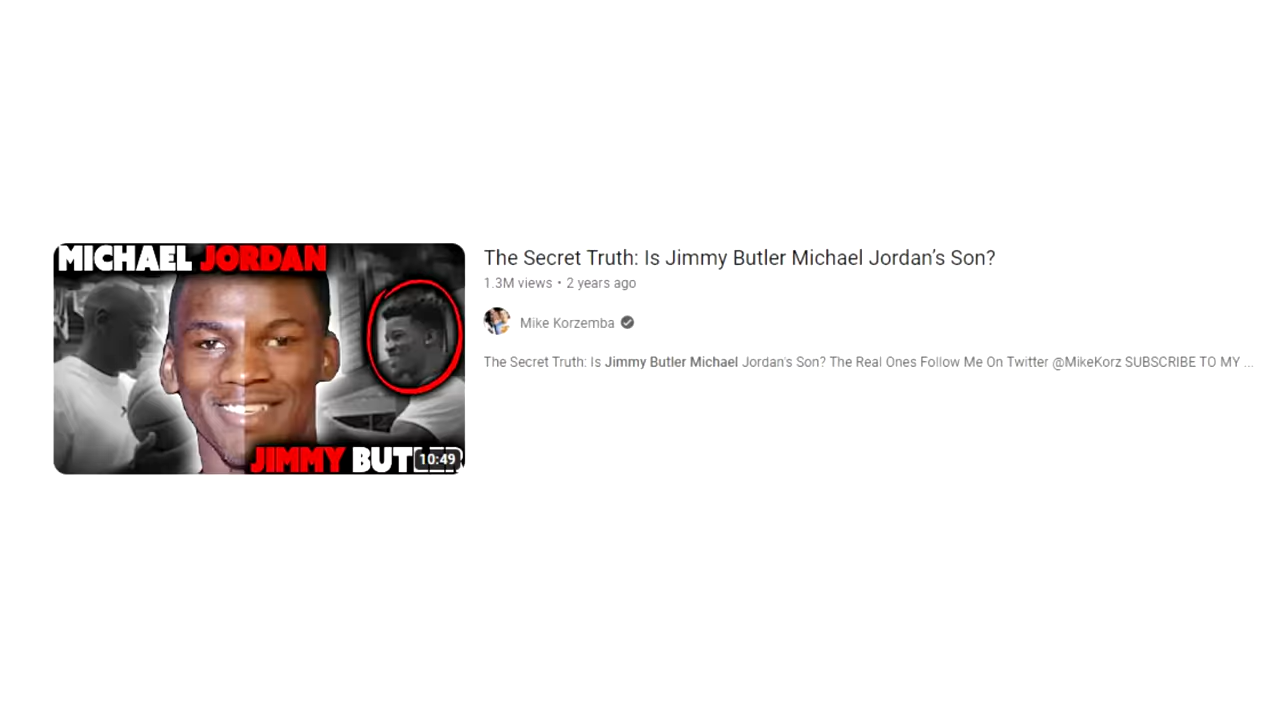 MICHAEL JORDAN
JIMMY BUT
10:49
The Secret Truth: Is Jimmy Butler Michael Jordan’s Son?
1.3M views • 2 years ago
Mike Korzemba
The Secret Truth: Is Jimmy Butler Michael Jordan's Son? The Real Ones Follow Me On Twitter @MikeKorz SUBSCRIBE TO MY ...